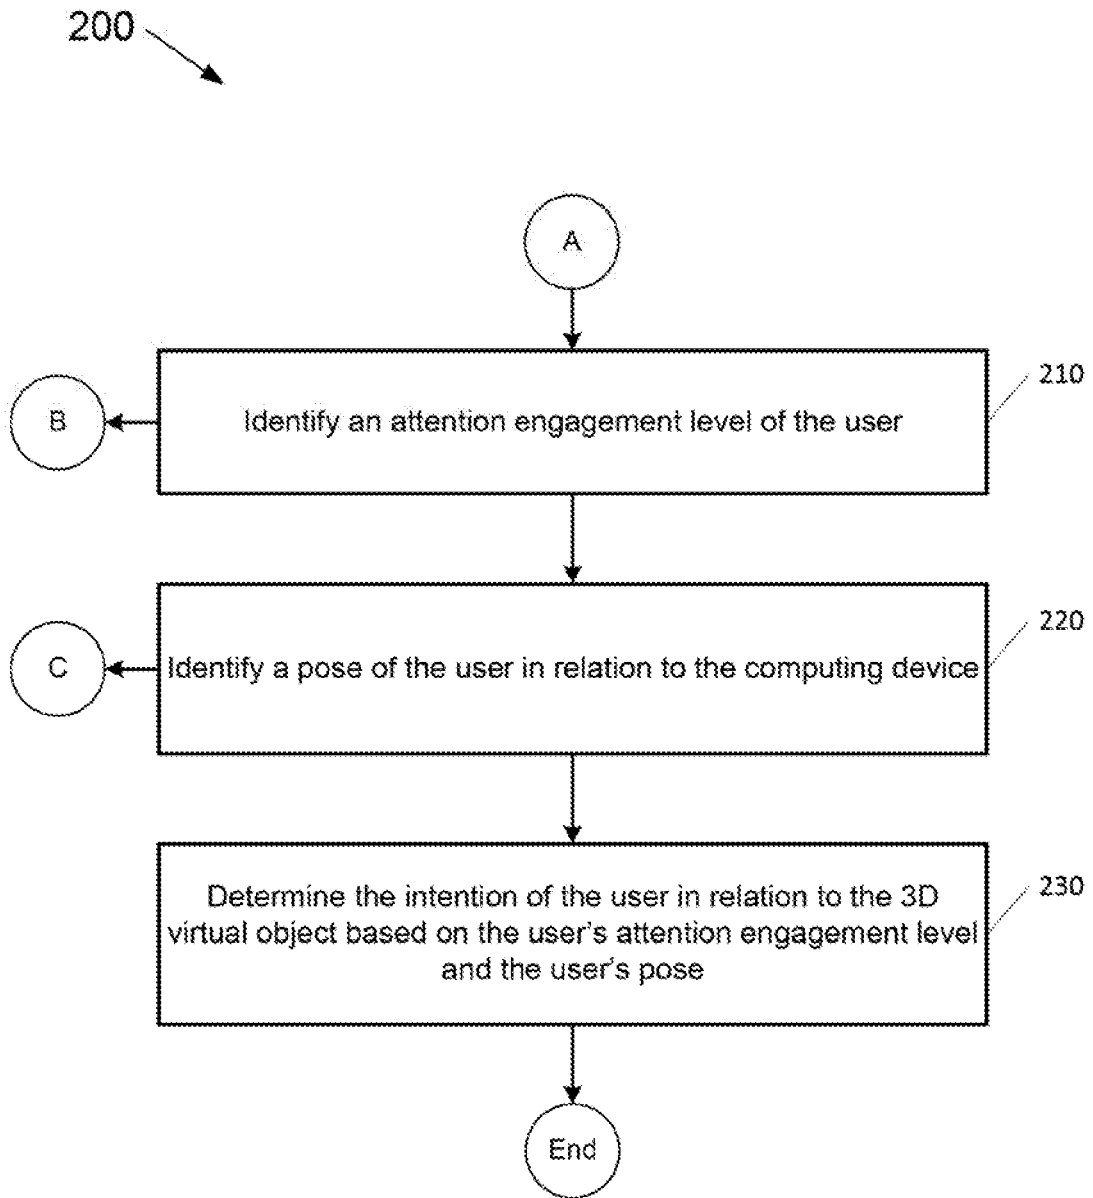 200
A
210
B
Identify an attention engagement level of the user
220
C
Identify a pose of the user in relation to the computing device
230
Determine the intention of the user in relation to the 3D
virtual object based on the user's attention engagement level
and the user's pose
End